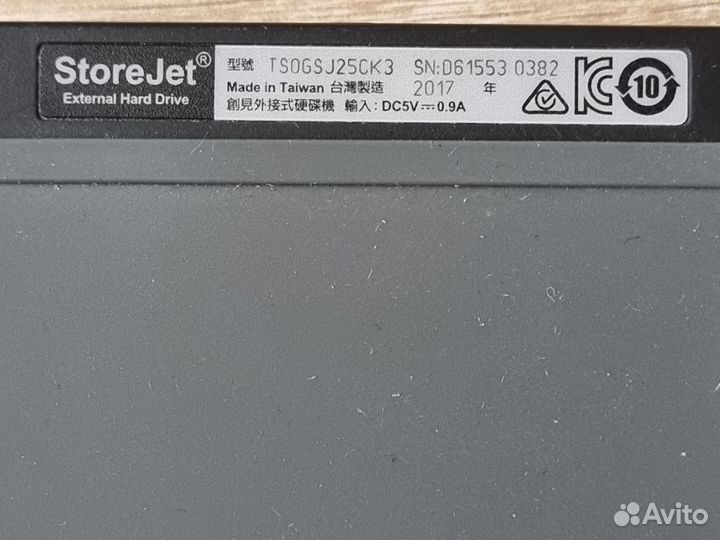 StoreJet®
External Hard Drive
型號 TS0GSJ25CK3 SN:D61553 0382
Made in Taiwan 台灣製造 2017 年
創見外接式硬碟機 輸入：DC5V⎓0.9A
10
Avito